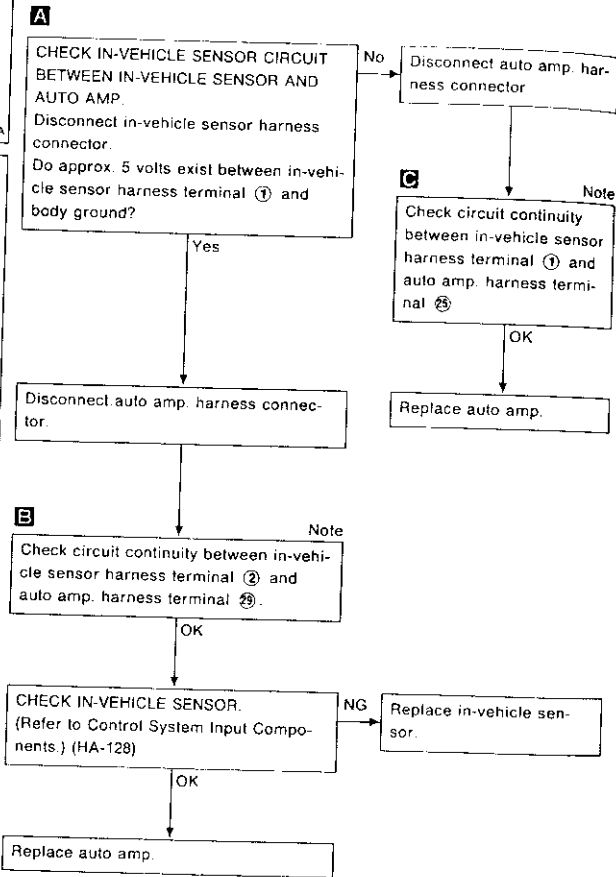 A
CHECK IN-VEHICLE SENSOR CIRCUIT
BETWEEN IN-VEHICLE SENSOR AND
AUTO AMP.
Disconnect in-vehicle sensor harness
connector.
Do approx. 5 volts exist between in-vehi-
cle sensor harness terminal ① and
body ground?
No
Disconnect auto amp. har-
ness connector
Yes
C
Note
Check circuit continuity
between in-vehicle sensor
harness terminal ① and
auto amp. harness termi-
nal ㉕
OK
Replace auto amp.
Disconnect auto amp. harness connec-
tor.
B
Note
Check circuit continuity between in-vehi-
cle sensor harness terminal ② and
auto amp. harness terminal ㉙.
OK
CHECK IN-VEHICLE SENSOR.
(Refer to Control System Input Compo-
nents.) (HA-128)
NG
Replace in-vehicle sen-
sor.
OK
Replace auto amp.
A